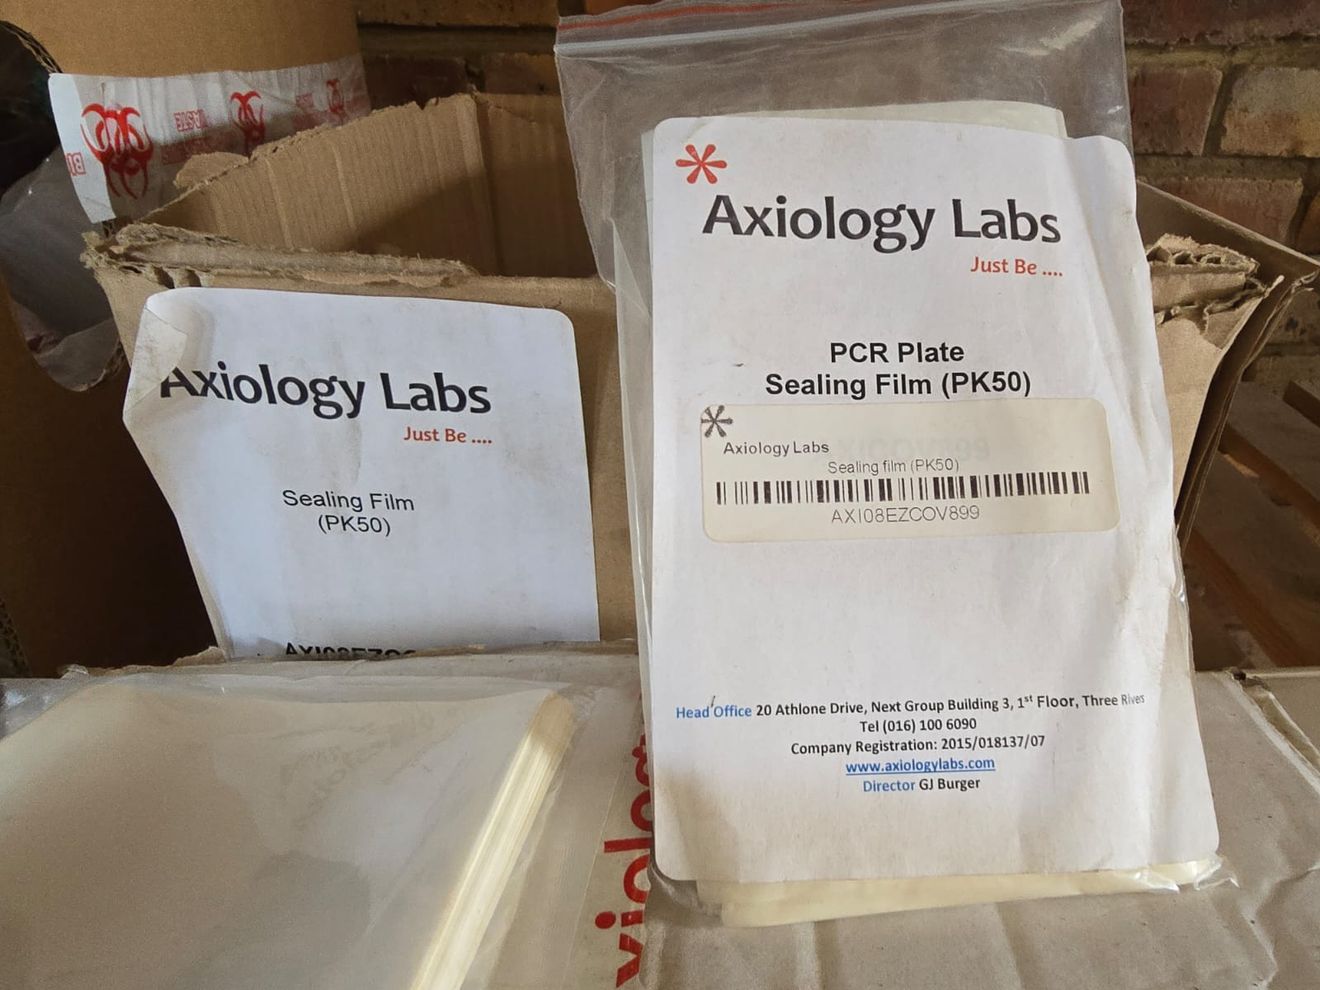 WASTE
Axiology Labs
Just Be ....
Sealing Film
(PK50)
Axiology Labs
Just Be ....
PCR Plate
Sealing Film (PK50)
Axiology Labs
Sealing film (PK50)
AXI08EZCOV899
Head Office 20 Athlone Drive, Next Group Building 3, 1st Floor, Three Rivers
Tel (016) 100 6090
Company Registration: 2015/018137/07
www.axiologylabs.com
Director GJ Burger